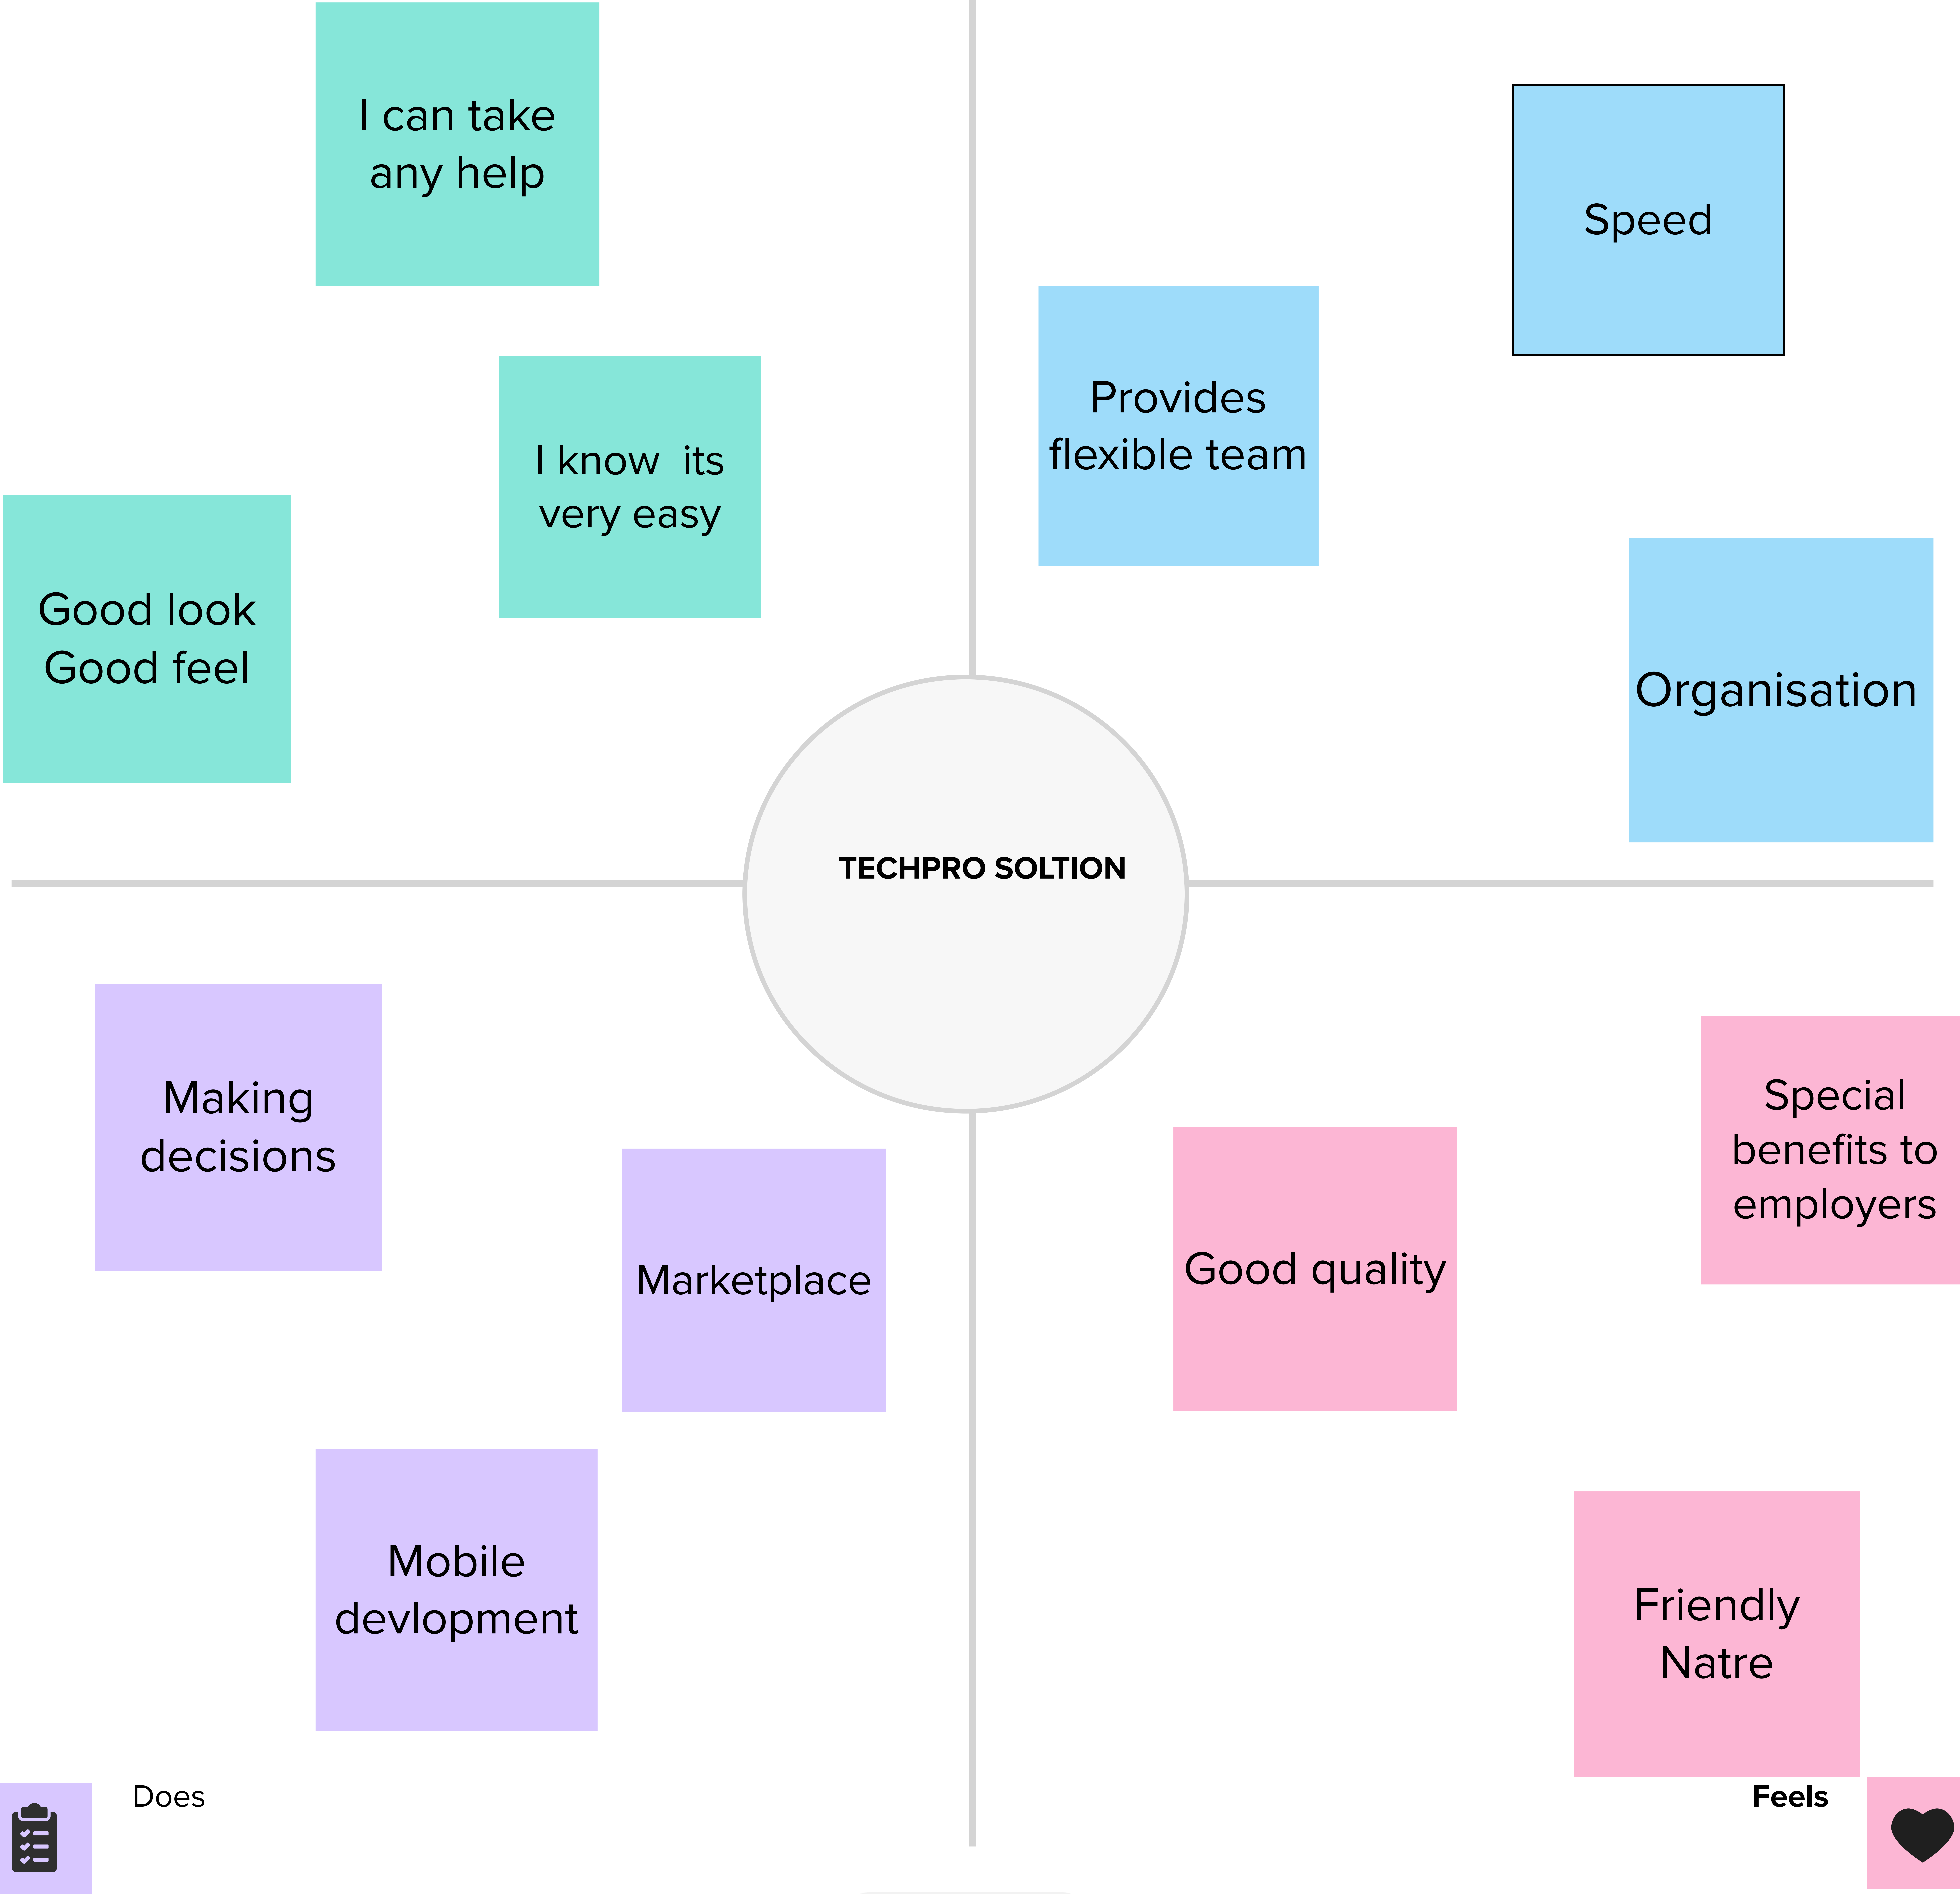 I can take
any help
I know  its
very easy
Good look
Good feel
Speed
Provides
flexible team
Organisation
TECHPRO SOLTION
Making
decisions
Marketplace
Mobile
devlopment
Does
Special
benefits to
employers
Good quality
Friendly
Natre
Feels